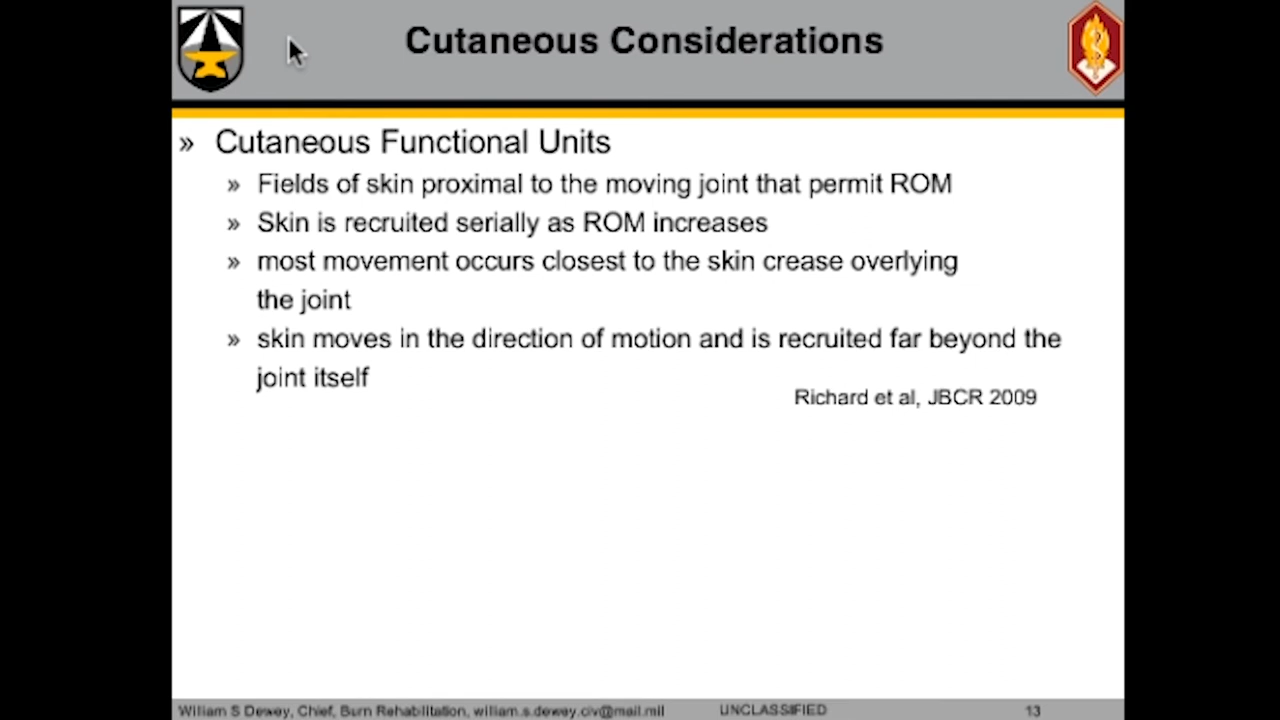 Cutaneous Considerations
» Cutaneous Functional Units
» Fields of skin proximal to the moving joint that permit ROM
» Skin is recruited serially as ROM increases
» most movement occurs closest to the skin crease overlying
the joint
» skin moves in the direction of motion and is recruited far beyond the
joint itself
Richard et al, JBCR 2009
William S Dewey, Chief, Burn Rehabilitation, william.s.dewey.civ@mail.mil UNCLASSIFIED 13